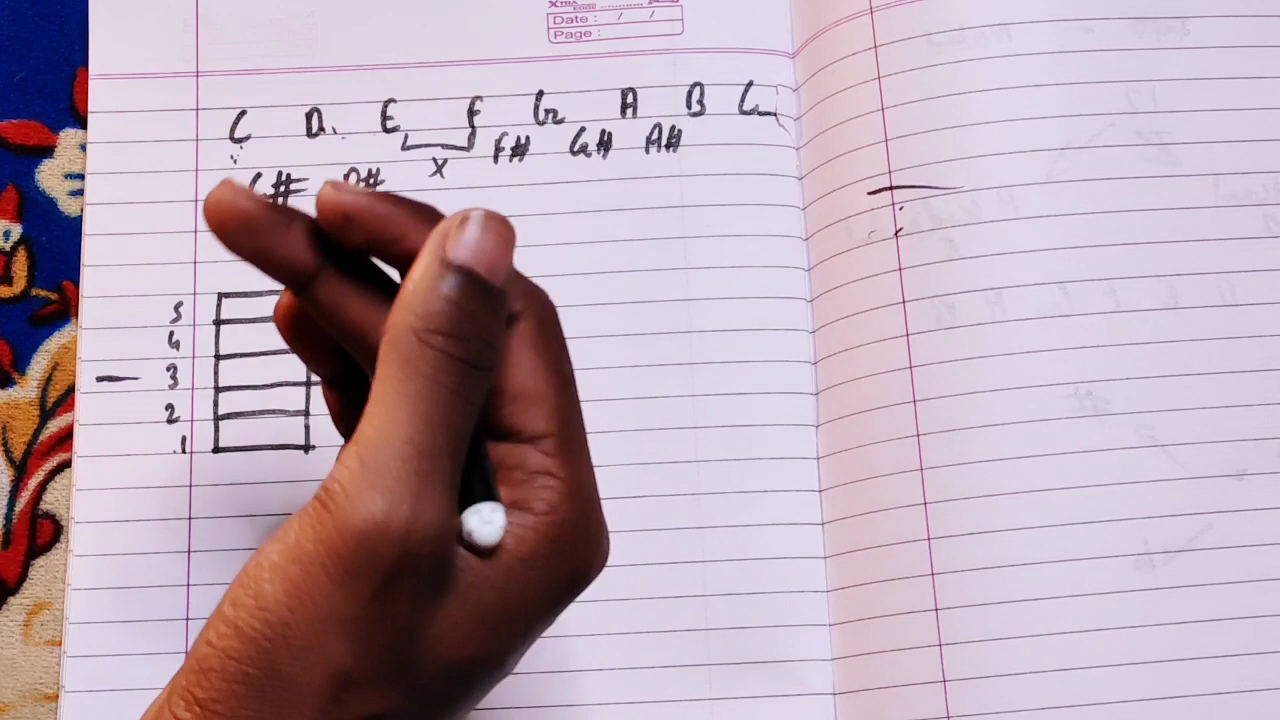 Date : / /
Page :
C D. E F G A B C
F# G# A#
X
C# D#
5
4
3
2
1